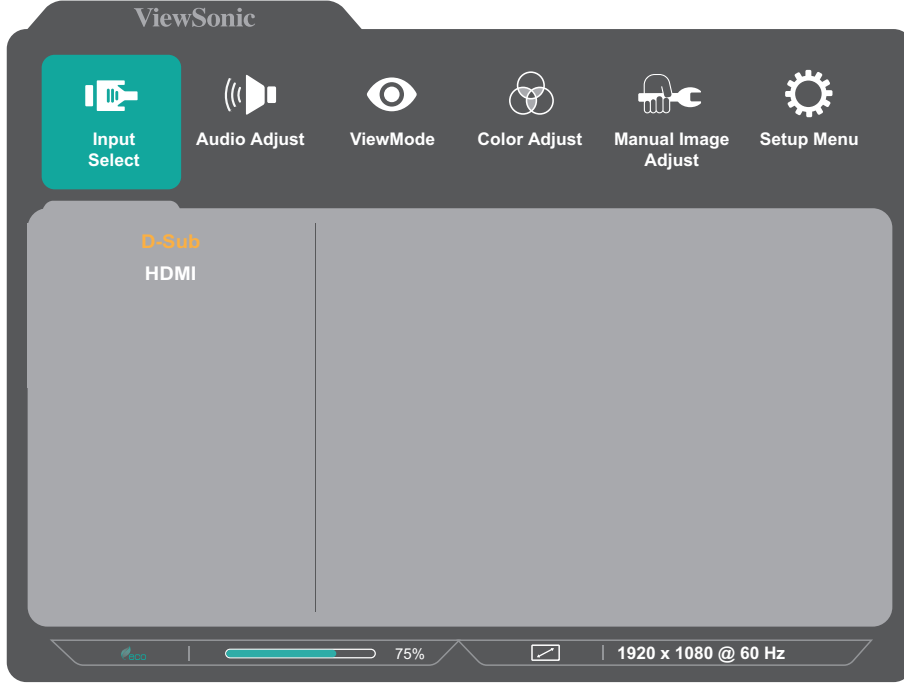 ViewSonic
Input
Select
Audio Adjust
ViewMode
Color Adjust
Manual Image
Adjust
Setup Menu
D-Sub
HDMI
eco
75%
1920 x 1080 @ 60 Hz